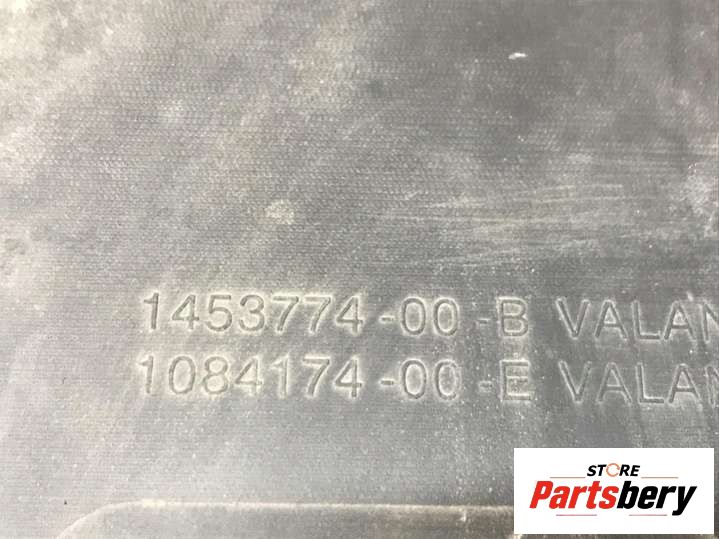 1453774-00-B VALAN
1084174-00-E VALAN
STORE
Partsbery